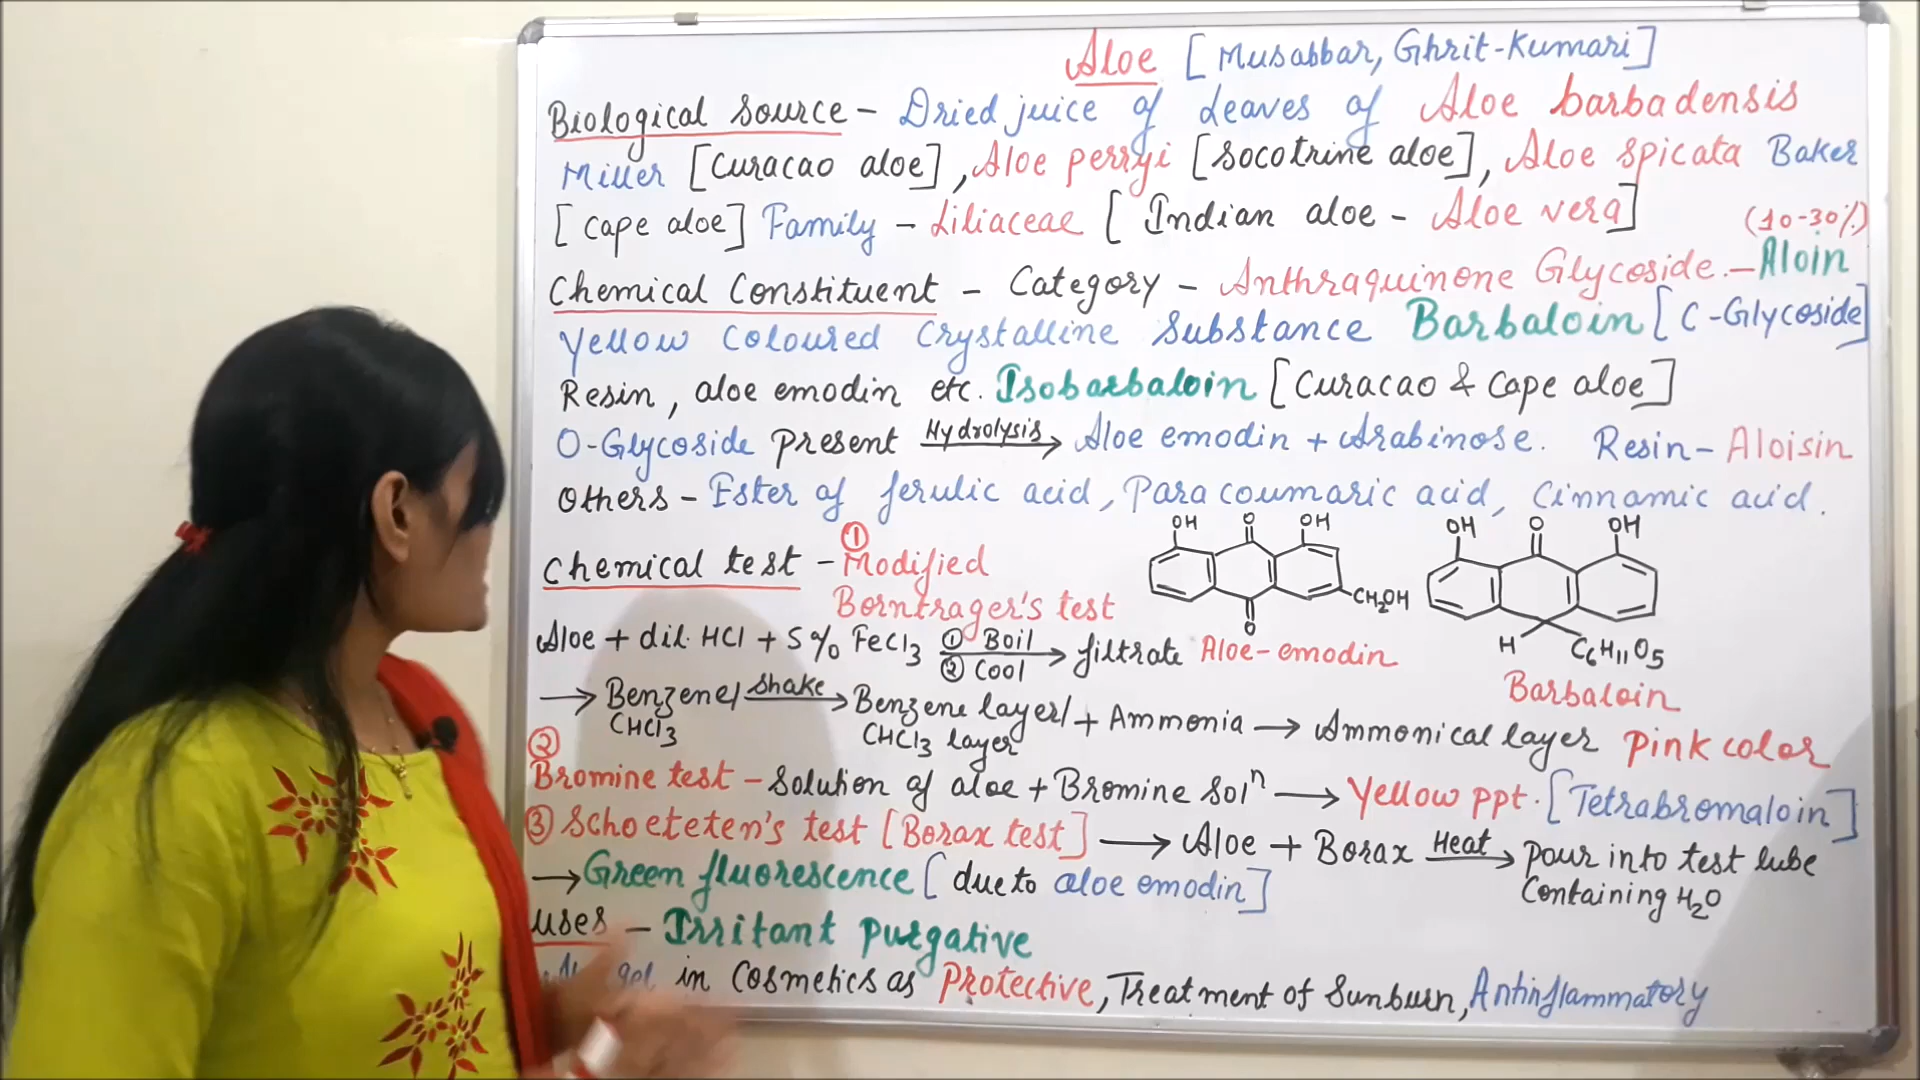 Aloe [Musabbar, Ghrit-Kumari]
Biological source - Dried juice of Leaves of Aloe barbadensis
Miller [Curacao aloe], Aloe perryi [Socotrine aloe], Aloe spicata Baker
[Cape aloe] Family - Liliaceae [Indian aloe - Aloe vera]
(10-30%)
Chemical Constituent - Category - Anthraquinone Glycoside. - Aloin
Yellow Coloured Crystalline Substance Barbaloin [C-Glycoside]
Resin, aloe emodin etc. Isobarbaloin [Curacao & Cape aloe]
O-Glycoside Present Hydrolysis → Aloe emodin + Arabinose. Resin - Aloisin
Others - Ester of ferulic acid, Para coumaric acid, Cinnamic acid.
OH O OH
CH2OH
O
Aloe-emodin
OH O OH
H C6H11O5
Barbaloin
Chemical test - ① Modified
Borntrager's test
Aloe + dil. HCl + 5% FeCl3 ① Boil ② Cool → filtrate
→ Benzene/ CHCl3 Shake → Benzene layer/ CHCl3 layer + Ammonia → Ammonical layer Pink color
② Bromine test - Solution of aloe + Bromine Solⁿ → Yellow ppt. [Tetrabromaloin]
③ Schoeteten's test [Borax test] → Aloe + Borax Heat → Pour into test tube
Containing H2O
→ Green fluorescence [due to aloe emodin]
Uses - Irritant purgative
gel in Cosmetics as Protective, Treatment of Sunburn, Antiinflammatory